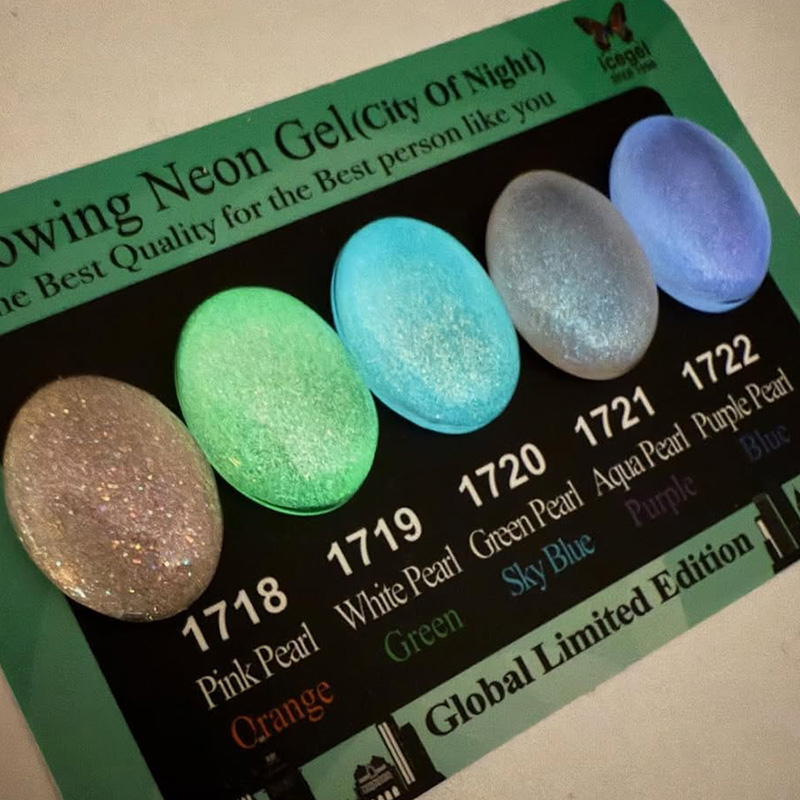 icegel
since 1998
owing Neon Gel(City Of Night)
he Best Quality for the Best person like you
1718
Pink Pearl
Orange
1719
White Pearl
Green
1720
Green Pearl
Sky Blue
1721
Aqua Pearl
Purple
1722
Purple Pearl
Blue
Global Limited Edition